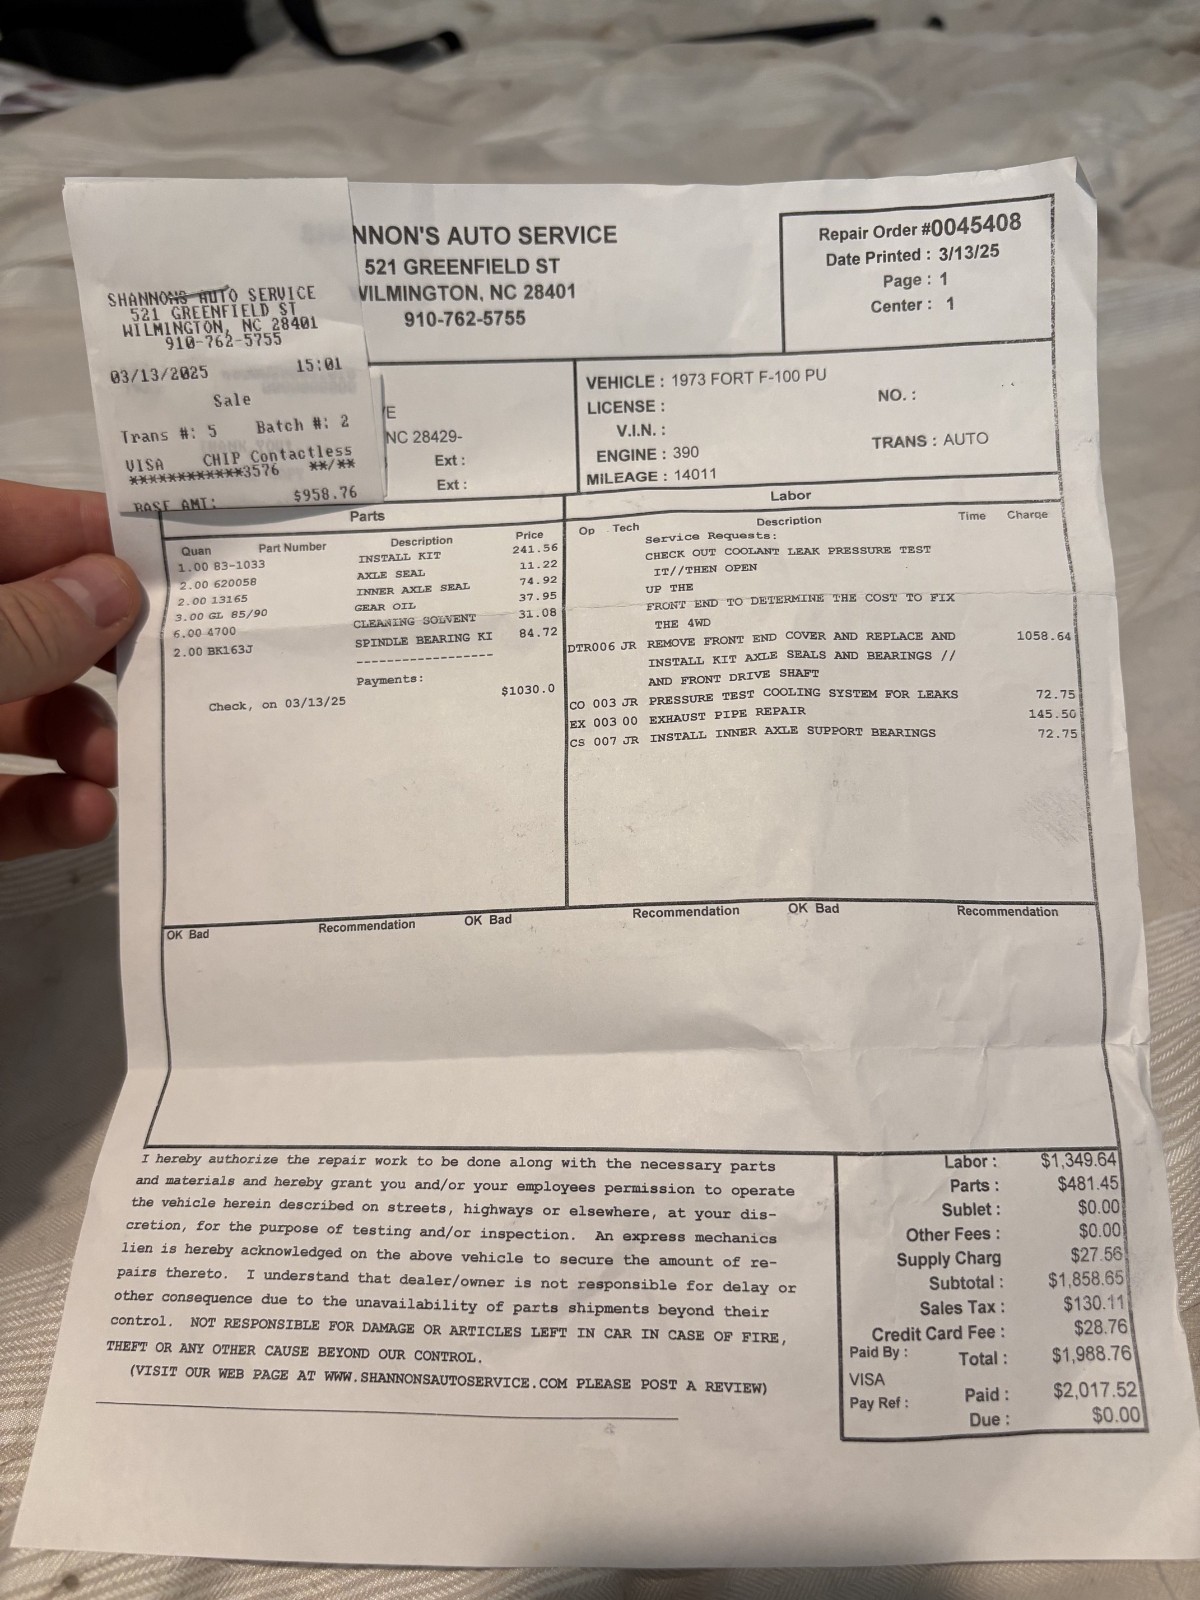 NNON'S AUTO SERVICE
521 GREENFIELD ST
WILMINGTON, NC 28401
910-762-5755
Repair Order #0045408
Date Printed : 3/13/25
Page : 1
Center : 1
SHANNONS AUTO SERVICE
521 GREENFIELD ST
WILMINGTON, NC 28401
910-762-5755
03/13/2025 15:01
Sale
Trans #: 5 Batch #: 2
VISA CHIP Contactless
************3576 **/**
BASE AMT: $958.76
E
NC 28429-
Ext :
Ext :
VEHICLE : 1973 FORT F-100 PU
LICENSE : NO. :
V.I.N. :
ENGINE : 390 TRANS : AUTO
MILEAGE : 14011
Parts
Quan Part Number Description Price
1.00 83-1033 INSTALL KIT 241.56
2.00 620058 AXLE SEAL 11.22
2.00 13165 INNER AXLE SEAL 74.92
3.00 GL 85/90 GEAR OIL 37.95
6.00 4700 CLEANING SOLVENT 31.08
2.00 BK163J SPINDLE BEARING KI 84.72
------------------
Payments:
Check, on 03/13/25 $1030.0
Labor
Op Tech Description Time Charge
Service Requests:
CHECK OUT COOLANT LEAK PRESSURE TEST
IT//THEN OPEN
UP THE
FRONT END TO DETERMINE THE COST TO FIX
THE 4WD
DTR006 JR REMOVE FRONT END COVER AND REPLACE AND 1058.64
INSTALL KIT AXLE SEALS AND BEARINGS //
AND FRONT DRIVE SHAFT
CO 003 JR PRESSURE TEST COOLING SYSTEM FOR LEAKS 72.75
EX 003 00 EXHAUST PIPE REPAIR 145.50
CS 007 JR INSTALL INNER AXLE SUPPORT BEARINGS 72.75
OK Bad Recommendation OK Bad Recommendation OK Bad Recommendation
I hereby authorize the repair work to be done along with the necessary parts
and materials and hereby grant you and/or your employees permission to operate
the vehicle herein described on streets, highways or elsewhere, at your dis-
cretion, for the purpose of testing and/or inspection. An express mechanics
lien is hereby acknowledged on the above vehicle to secure the amount of re-
pairs thereto. I understand that dealer/owner is not responsible for delay or
other consequence due to the unavailability of parts shipments beyond their
control. NOT RESPONSIBLE FOR DAMAGE OR ARTICLES LEFT IN CAR IN CASE OF FIRE,
THEFT OR ANY OTHER CAUSE BEYOND OUR CONTROL.
(VISIT OUR WEB PAGE AT WWW.SHANNONSAUTOSERVICE.COM PLEASE POST A REVIEW)
Labor : $1,349.64
Parts : $481.45
Sublet : $0.00
Other Fees : $0.00
Supply Charg $27.56
Subtotal : $1,858.65
Sales Tax : $130.11
Credit Card Fee : $28.76
Paid By : Total : $1,988.76
VISA
Pay Ref : Paid : $2,017.52
Due : $0.00